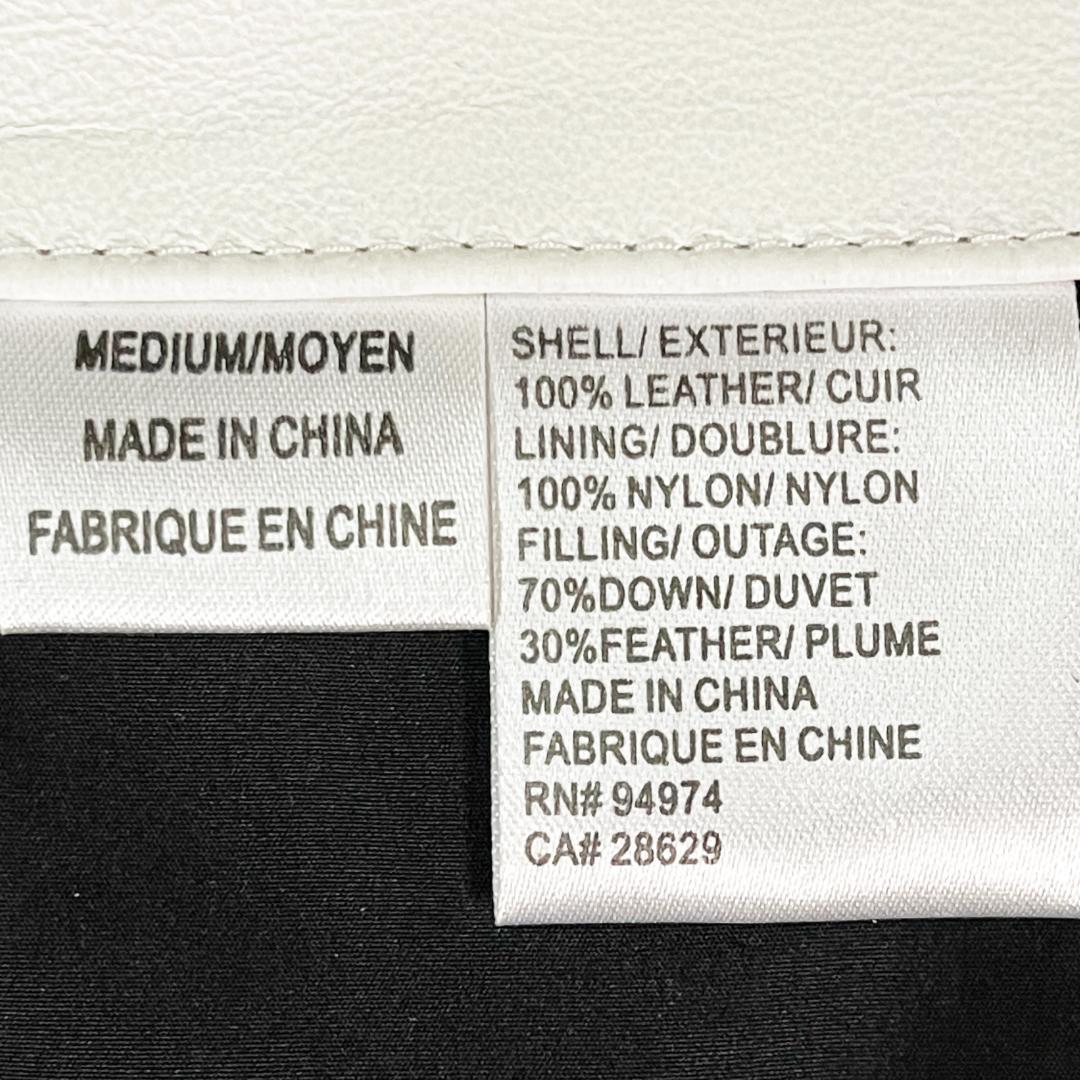 MEDIUM/MOYEN
MADE IN CHINA
FABRIQUE EN CHINE
SHELL/ EXTERIEUR:
100% LEATHER/ CUIR
LINING/ DOUBLURE:
100% NYLON/ NYLON
FILLING/ OUTAGE:
70%DOWN/ DUVET
30%FEATHER/ PLUME
MADE IN CHINA
FABRIQUE EN CHINE
RN# 94974
CA# 28629